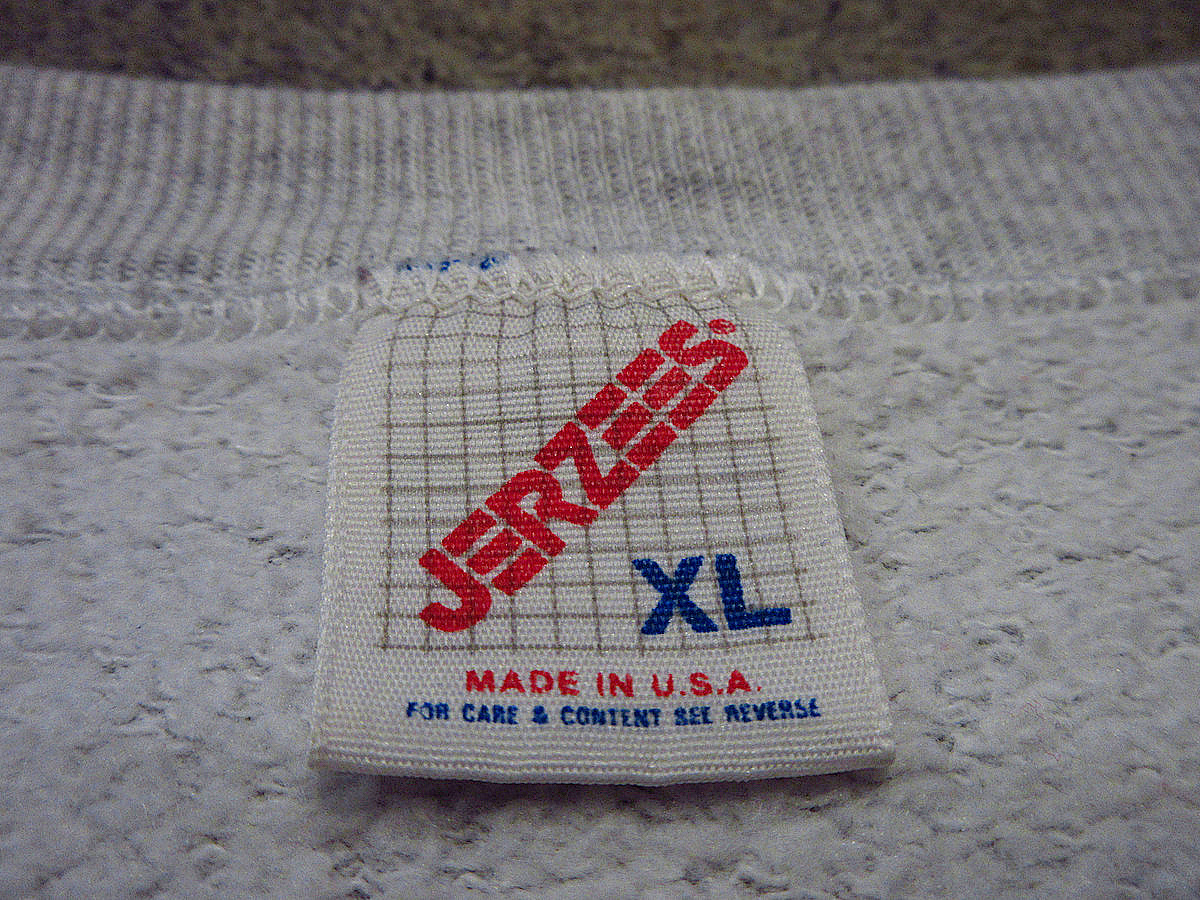 JERZEES®
XL
MADE IN U.S.A.
FOR CARE & CONTENT SEE REVERSE